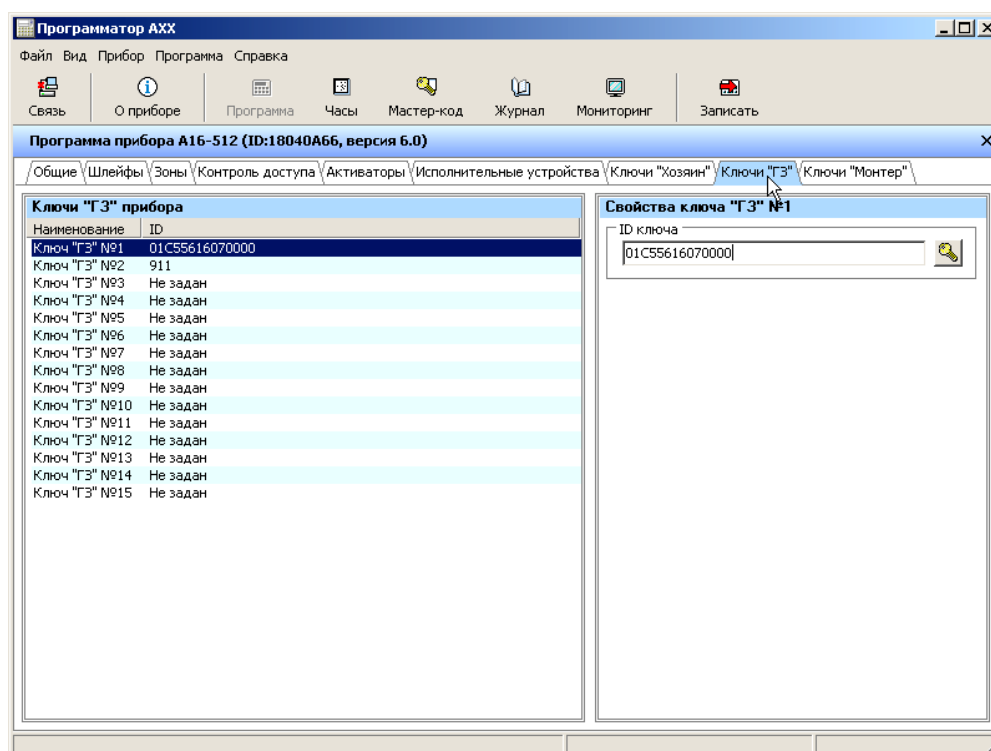 Программатор AXX
Файл Вид Прибор Программа Справка
Связь О приборе Программа Часы Мастер-код Журнал Мониторинг Записать
Программа прибора А16-512 (ID:18040A66, версия 6.0)
Общие Шлейфы Зоны Контроль доступа Активаторы Исполнительные устройства Ключи "Хозяин" Ключи "ГЗ" Ключи "Монтер"
Ключи "ГЗ" прибора
Наименование ID
Ключ "ГЗ" №1 01C55616070000
Ключ "ГЗ" №2 911
Ключ "ГЗ" №3 Не задан
Ключ "ГЗ" №4 Не задан
Ключ "ГЗ" №5 Не задан
Ключ "ГЗ" №6 Не задан
Ключ "ГЗ" №7 Не задан
Ключ "ГЗ" №8 Не задан
Ключ "ГЗ" №9 Не задан
Ключ "ГЗ" №10 Не задан
Ключ "ГЗ" №11 Не задан
Ключ "ГЗ" №12 Не задан
Ключ "ГЗ" №13 Не задан
Ключ "ГЗ" №14 Не задан
Ключ "ГЗ" №15 Не задан
Свойства ключа "ГЗ" №1
ID ключа
01C55616070000